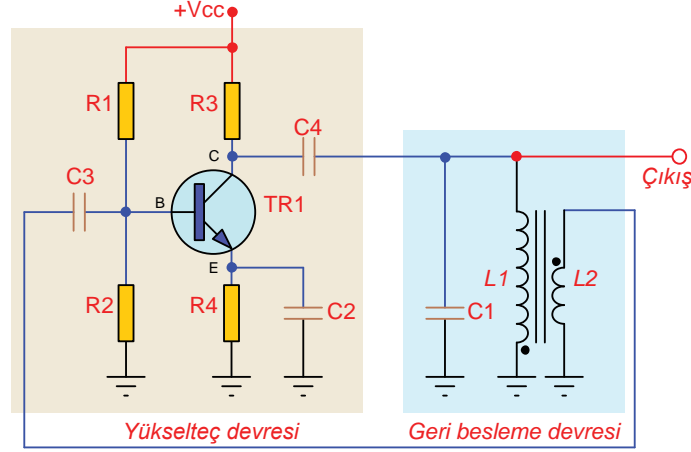 +Vcc
R1
R3
C4
C
C3
B
TR1
Çıkış
E
R2
R4
C2
C1
L1
L2
Yükselteç devresi
Geri besleme devresi